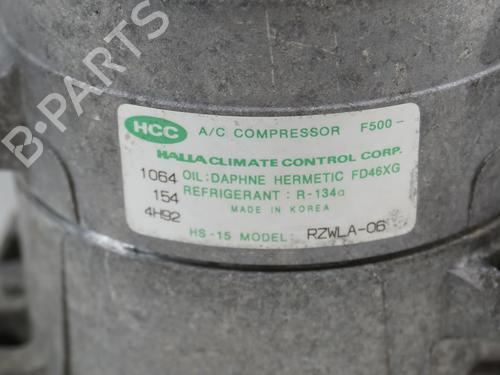 HCC A/C COMPRESSOR F500-
HALLA CLIMATE CONTROL CORP.
1064 OIL:DAPHNE HERMETIC FD46XG
154 REFRIGERANT : R-134a
4H92 MADE IN KOREA
HS-15 MODEL: RZWLA-06
B-PARTS